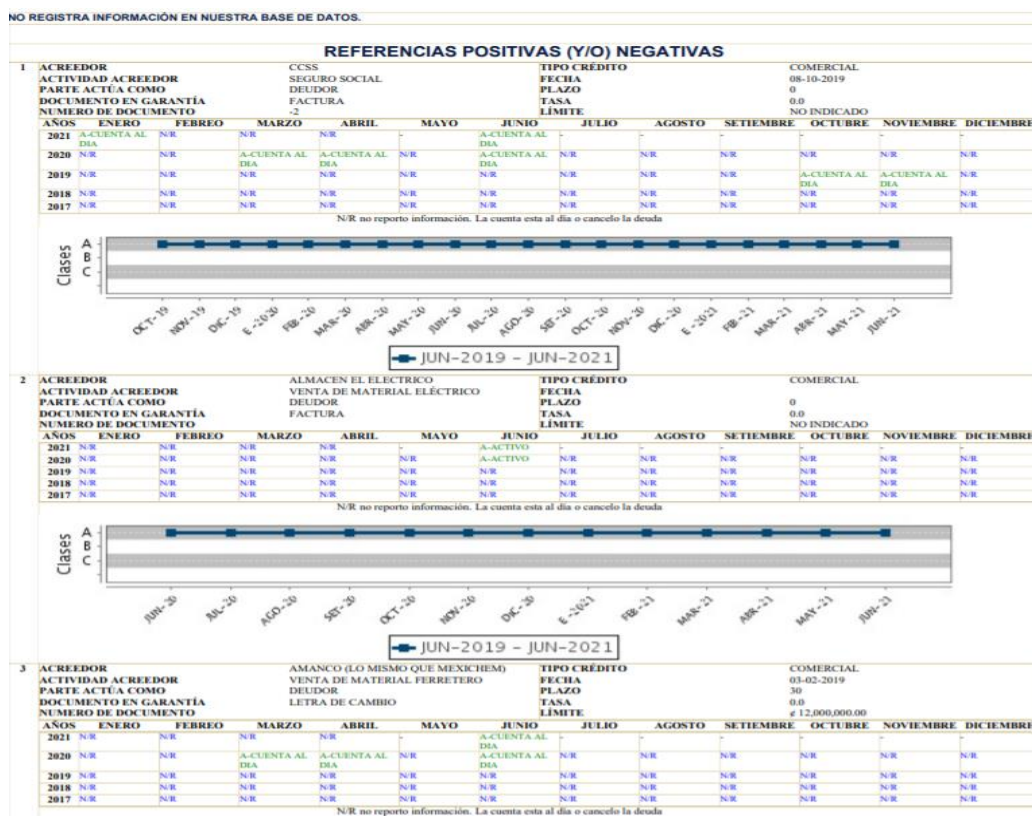 NO REGISTRA INFORMACIÓN EN NUESTRA BASE DE DATOS.
REFERENCIAS POSITIVAS (Y/O) NEGATIVAS
1 ACREEDOR CCSS TIPO CRÉDITO COMERCIAL
ACTIVIDAD ACREEDOR SEGURO SOCIAL FECHA 08-10-2019
PARTE ACTÚA COMO DEUDOR PLAZO 0
DOCUMENTO EN GARANTÍA FACTURA TASA 0.0
NUMERO DE DOCUMENTO -2 LÍMITE NO INDICADO
AÑOS ENERO FEBREO MARZO ABRIL MAYO JUNIO JULIO AGOSTO SETIEMBRE OCTUBRE NOVIEMBRE DICIEMBRE
2021 A-CUENTA AL DIA N/R N/R N/R - A-CUENTA AL DIA - - - - - -
2020 N/R N/R A-CUENTA AL DIA A-CUENTA AL DIA N/R A-CUENTA AL DIA N/R N/R N/R N/R N/R N/R
2019 N/R N/R N/R N/R N/R N/R N/R N/R N/R A-CUENTA AL DIA A-CUENTA AL DIA N/R
2018 N/R N/R N/R N/R N/R N/R N/R N/R N/R N/R N/R N/R
2017 N/R N/R N/R N/R N/R N/R N/R N/R N/R N/R N/R N/R
N/R no reporto información. La cuenta esta al dia o cancelo la deuda
Clases
A
B
C
OCT-19 NOV-19 DIC-19 E-2020 FEB-20 MAR-20 ABR-20 MAY-20 JUN-20 JUL-20 AGO-20 SET-20 OCT-20 NOV-20 DIC-20 E-2021 FEB-21 MAR-21 ABR-21 MAY-21 JUN-21
JUN-2019 - JUN-2021
2 ACREEDOR ALMACEN EL ELECTRICO TIPO CRÉDITO COMERCIAL
ACTIVIDAD ACREEDOR VENTA DE MATERIAL ELÉCTRICO FECHA
PARTE ACTÚA COMO DEUDOR PLAZO 0
DOCUMENTO EN GARANTÍA FACTURA TASA 0.0
NUMERO DE DOCUMENTO LÍMITE NO INDICADO
AÑOS ENERO FEBREO MARZO ABRIL MAYO JUNIO JULIO AGOSTO SETIEMBRE OCTUBRE NOVIEMBRE DICIEMBRE
2021 N/R N/R N/R N/R - A-ACTIVO - - - - - -
2020 N/R N/R N/R N/R N/R A-ACTIVO N/R N/R N/R N/R N/R N/R
2019 N/R N/R N/R N/R N/R N/R N/R N/R N/R N/R N/R N/R
2018 N/R N/R N/R N/R N/R N/R N/R N/R N/R N/R N/R N/R
2017 N/R N/R N/R N/R N/R N/R N/R N/R N/R N/R N/R N/R
N/R no reporto información. La cuenta esta al dia o cancelo la deuda
Clases
A
B
C
JUN-20 JUL-20 AGO-20 SET-20 OCT-20 NOV-20 DIC-20 E-2021 FEB-21 MAR-21 ABR-21 MAY-21 JUN-21
JUN-2019 - JUN-2021
3 ACREEDOR AMANCO (LO MISMO QUE MEXICHEM) TIPO CRÉDITO COMERCIAL
ACTIVIDAD ACREEDOR VENTA DE MATERIAL FERRETERO FECHA 03-02-2019
PARTE ACTÚA COMO DEUDOR PLAZO 30
DOCUMENTO EN GARANTÍA LETRA DE CAMBIO TASA 0.0
NUMERO DE DOCUMENTO LÍMITE ¢ 12,000,000.00
AÑOS ENERO FEBREO MARZO ABRIL MAYO JUNIO JULIO AGOSTO SETIEMBRE OCTUBRE NOVIEMBRE DICIEMBRE
2021 N/R N/R N/R N/R - A-CUENTA AL DIA - - - - - -
2020 N/R N/R A-CUENTA AL DIA A-CUENTA AL DIA N/R A-CUENTA AL DIA N/R N/R N/R N/R N/R N/R
2019 N/R N/R N/R N/R N/R N/R N/R N/R N/R N/R N/R N/R
2018 N/R N/R N/R N/R N/R N/R N/R N/R N/R N/R N/R N/R
2017 N/R N/R N/R N/R N/R N/R N/R N/R N/R N/R N/R N/R
N/R no reporto información. La cuenta esta al dia o cancelo la deuda